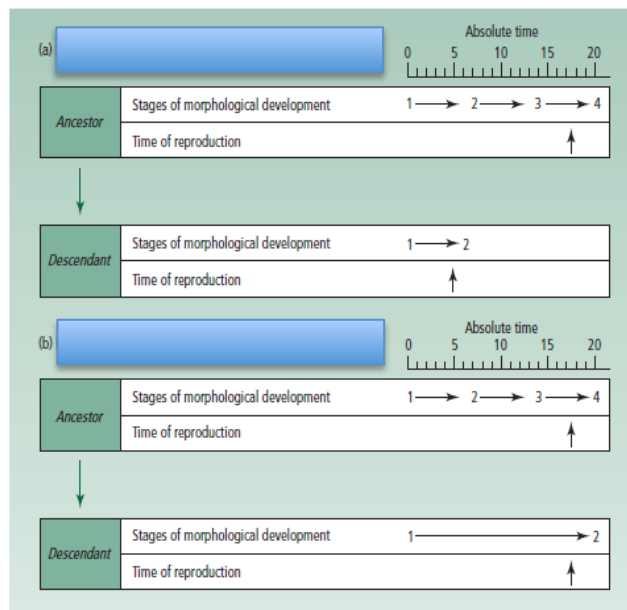 Absolute time
(a)
0 5 10 15 20
Ancestor
Stages of morphological development
1 2 3 4
Time of reproduction
Descendant
Stages of morphological development
1 2
Time of reproduction
Absolute time
(b)
0 5 10 15 20
Ancestor
Stages of morphological development
1 2 3 4
Time of reproduction
Descendant
Stages of morphological development
1 2
Time of reproduction